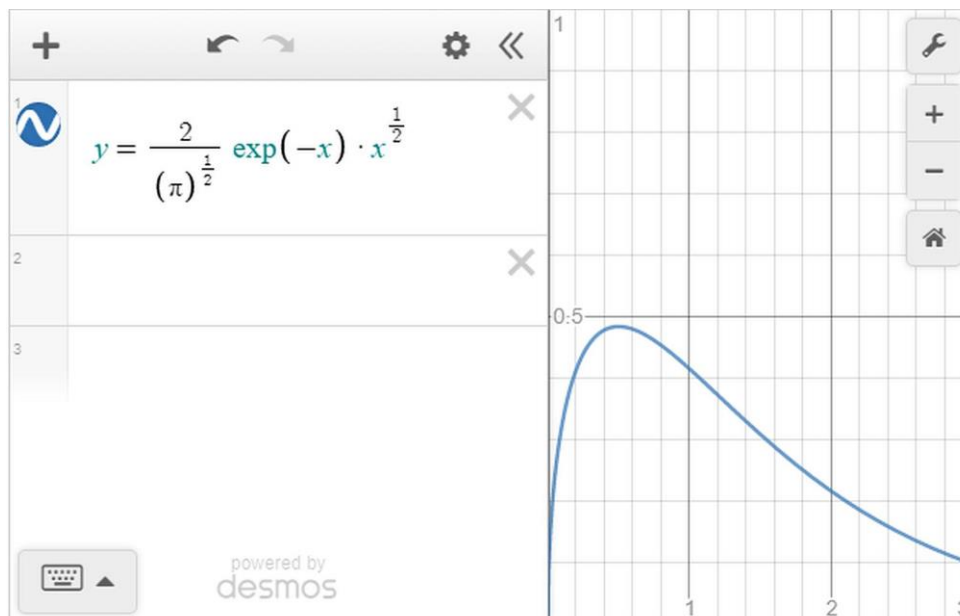 1
y = 2/(π)^(1/2) exp(−x) · x^(1/2)
2
3
powered by
desmos
1
0.5
1
2